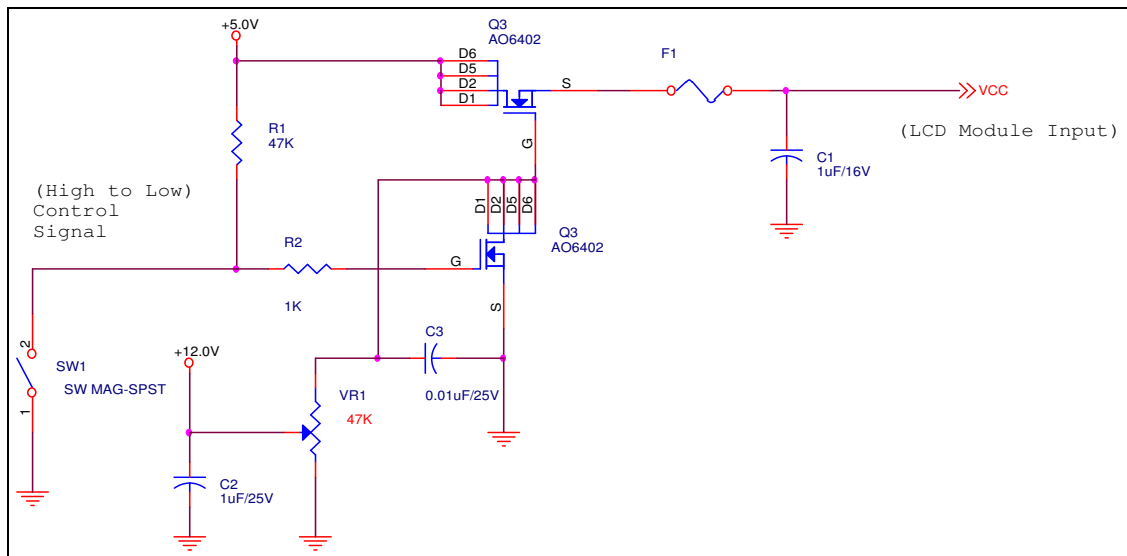 +5.0V
Q3
AO6402
D6
D5
D2
D1
S
G
F1
VCC
(LCD Module Input)
R1
47K
C1
1uF/16V
(High to Low)
Control
Signal
D1
D2
D5
D6
Q3
AO6402
R2
G
1K
S
C3
0.01uF/25V
2
SW1
SW MAG-SPST
1
+12.0V
VR1
47K
C2
1uF/25V